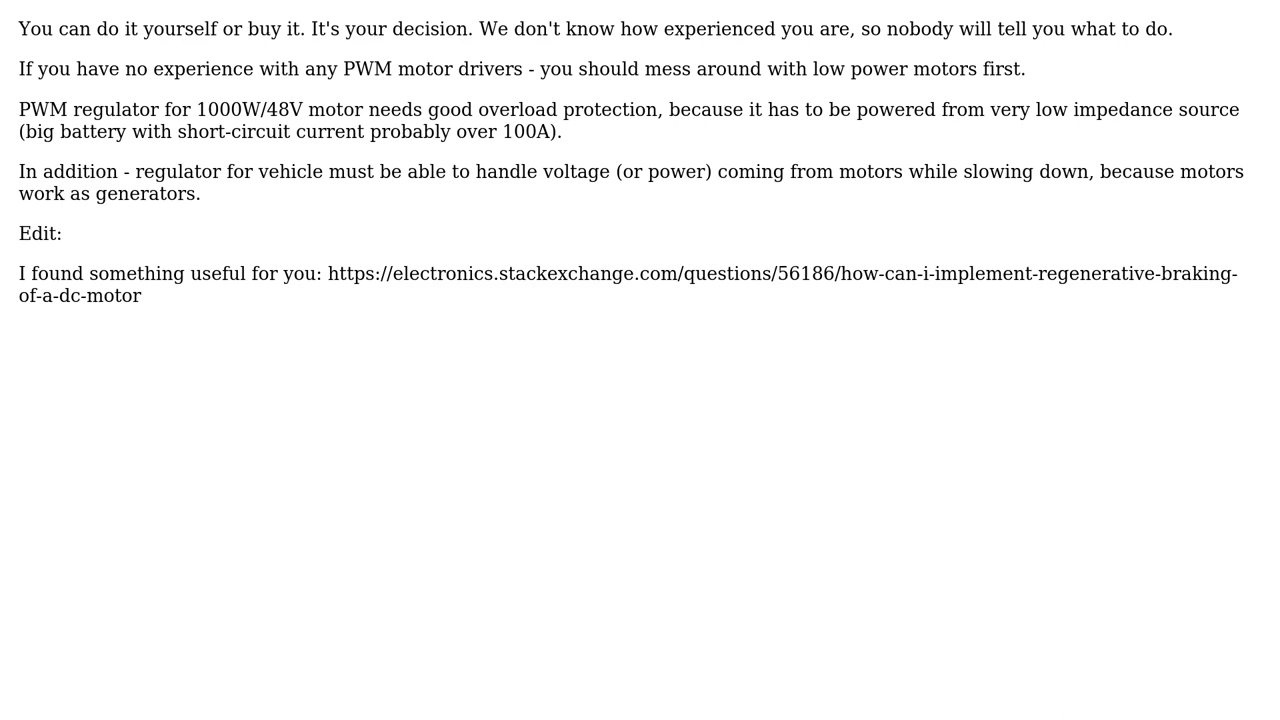 You can do it yourself or buy it. It's your decision. We don't know how experienced you are, so nobody will tell you what to do.
If you have no experience with any PWM motor drivers - you should mess around with low power motors first.
PWM regulator for 1000W/48V motor needs good overload protection, because it has to be powered from very low impedance source
(big battery with short-circuit current probably over 100A).
In addition - regulator for vehicle must be able to handle voltage (or power) coming from motors while slowing down, because motors
work as generators.
Edit:
I found something useful for you: https://electronics.stackexchange.com/questions/56186/how-can-i-implement-regenerative-braking-
of-a-dc-motor